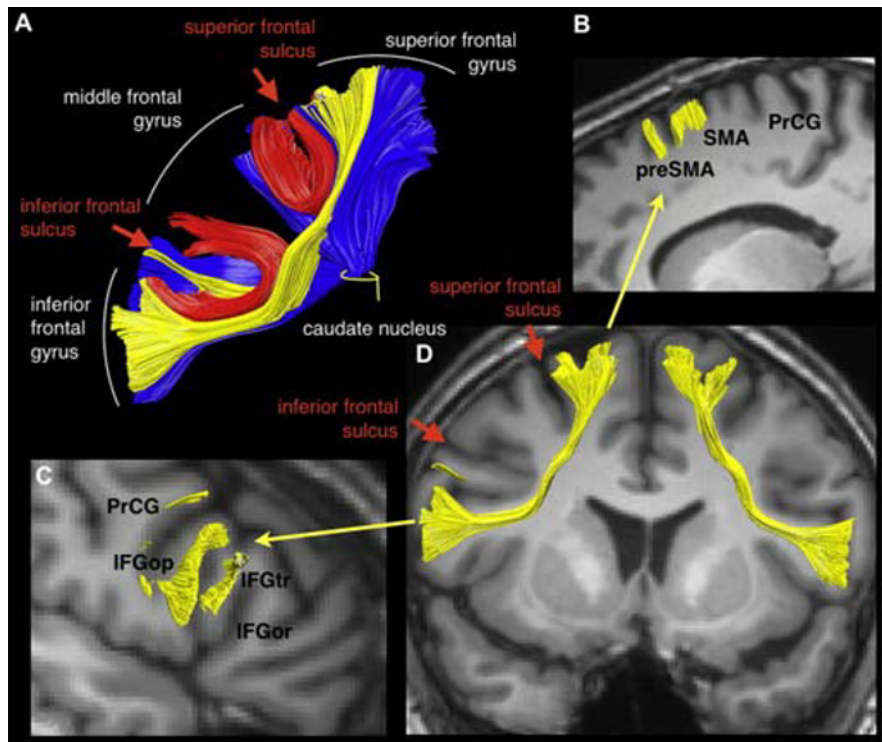 A
superior frontal
sulcus
superior frontal
gyrus
middle frontal
gyrus
inferior frontal
sulcus
inferior
frontal
gyrus
caudate nucleus
B
PrCG
SMA
preSMA
superior frontal
sulcus
D
inferior frontal
sulcus
C
PrCG
IFGop
IFGtr
IFGor